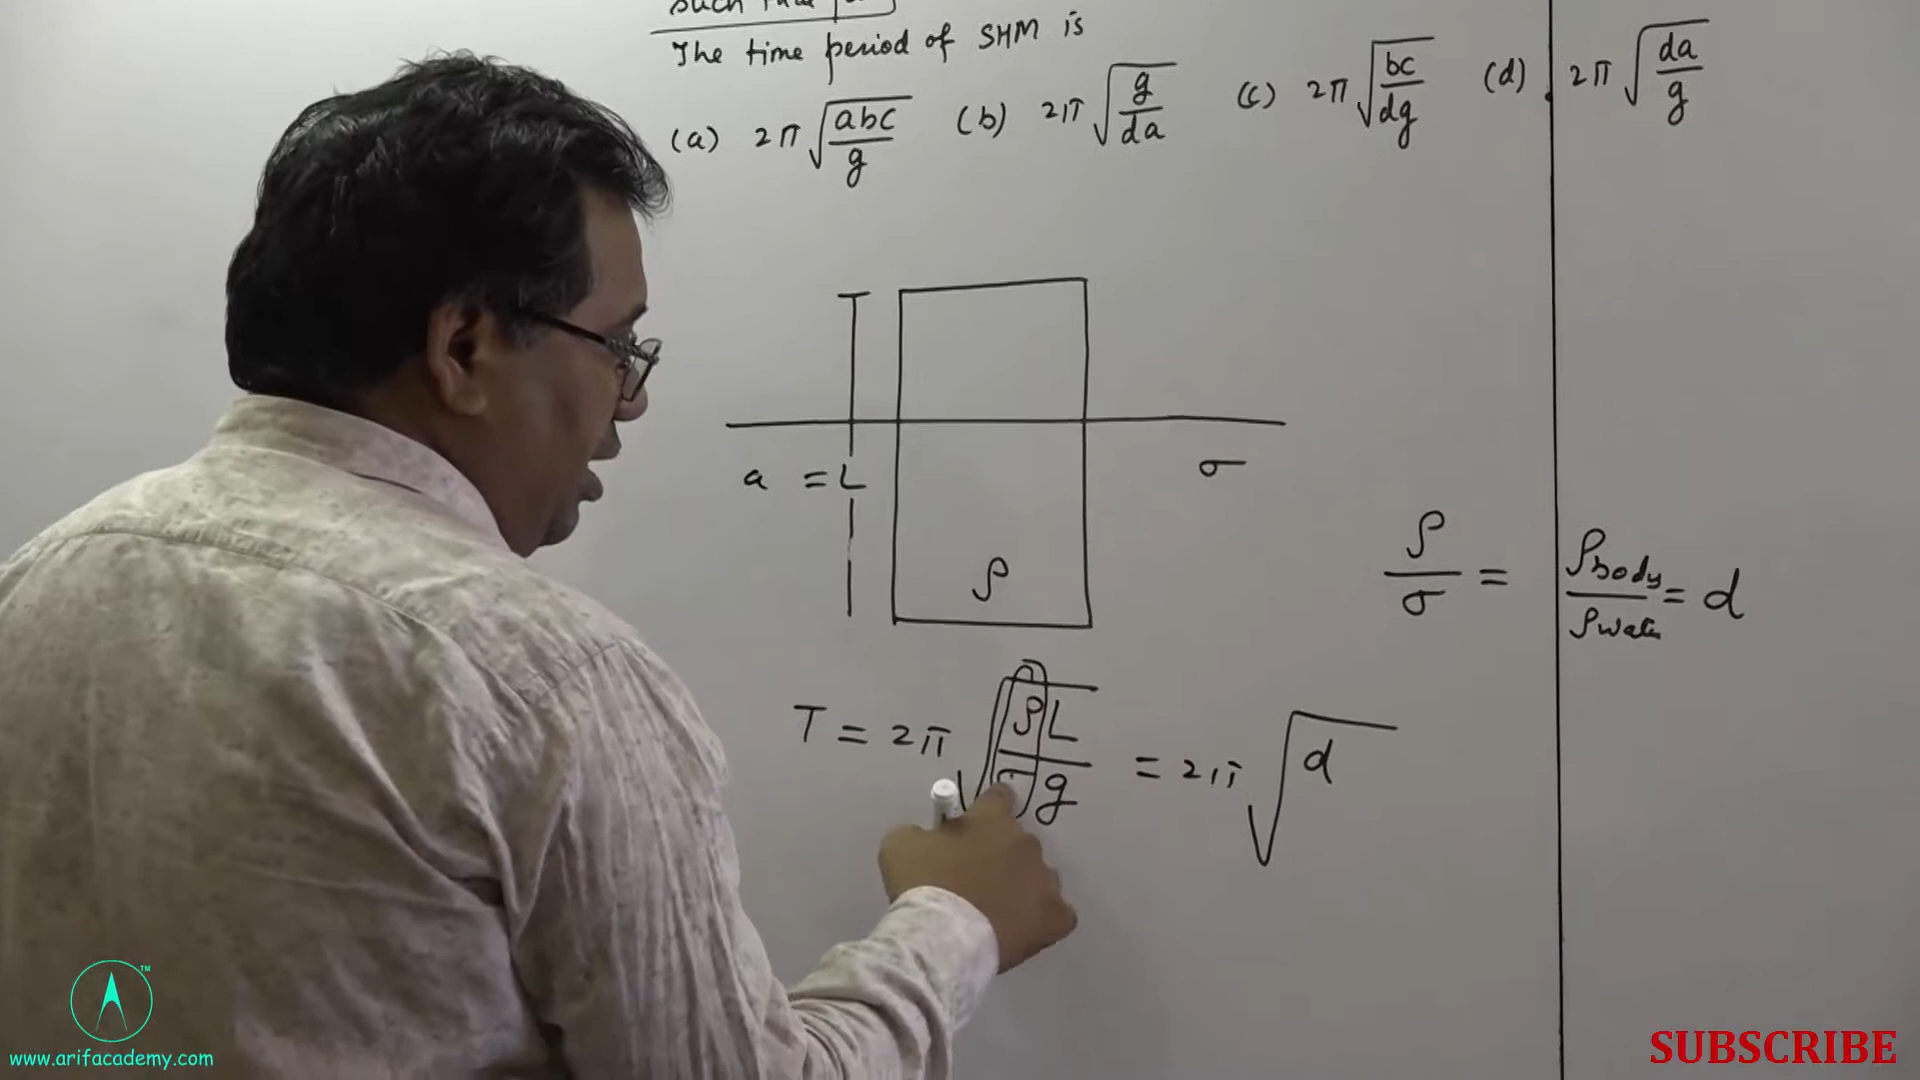 The time period of SHM is
(a) 2π√(abc/g) (b) 2π√(g/da) (c) 2π√(bc/dg) (d) 2π√(da/g)
a = L
σ
ρ
ρ/σ = ρbody/ρwater = d
T = 2π√(ρL/σg) = 2π√d
www.arifacademy.com
TM
SUBSCRIBE